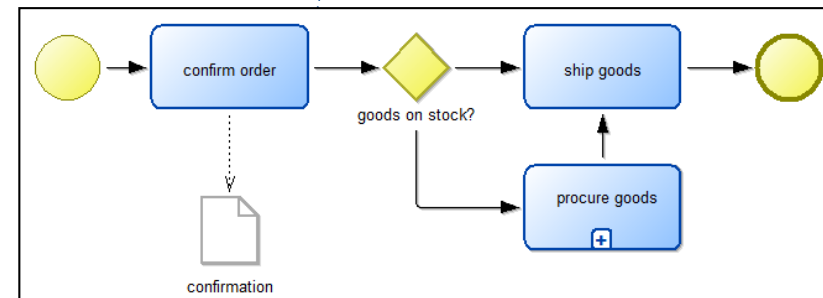 confirm order
goods on stock?
ship goods
procure goods
confirmation